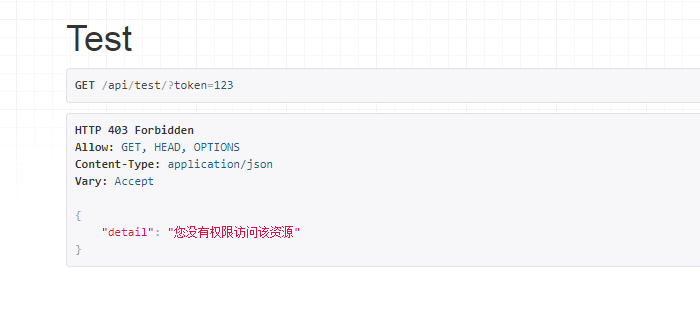 Test
GET /api/test/?token=123
HTTP 403 Forbidden
Allow: GET, HEAD, OPTIONS
Content-Type: application/json
Vary: Accept
{
"detail": "您没有权限访问该资源"
}